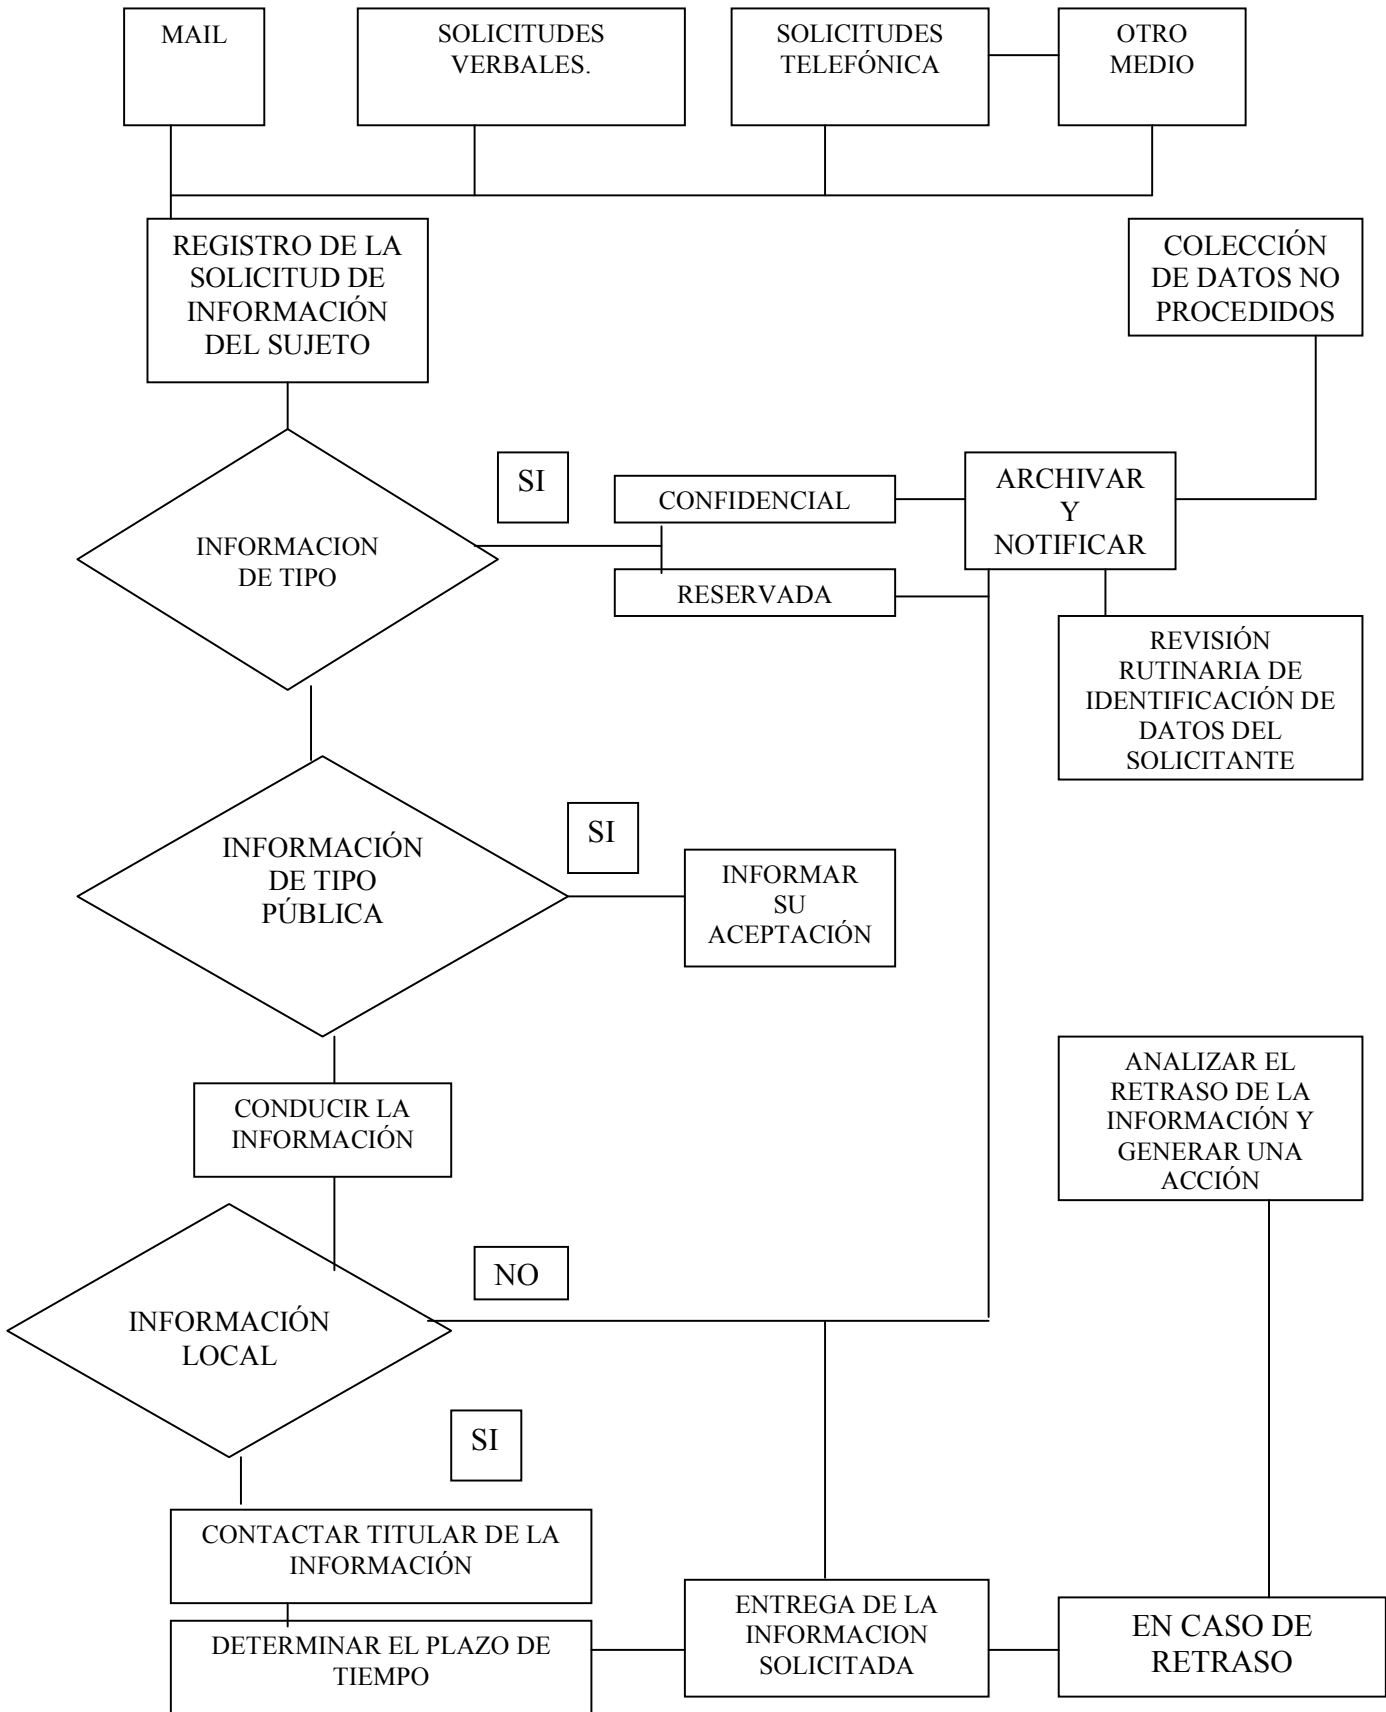 MAIL
SOLICITUDES
VERBALES.
SOLICITUDES
TELEFÓNICA
OTRO
MEDIO
REGISTRO DE LA
SOLICITUD DE
INFORMACIÓN
DEL SUJETO
COLECCIÓN
DE DATOS NO
PROCEDIDOS
SI
CONFIDENCIAL
ARCHIVAR
Y
NOTIFICAR
INFORMACION
DE TIPO
RESERVADA
REVISIÓN
RUTINARIA DE
IDENTIFICACIÓN DE
DATOS DEL
SOLICITANTE
SI
INFORMACIÓN
DE TIPO
PÚBLICA
INFORMAR
SU
ACEPTACIÓN
ANALIZAR EL
RETRASO DE LA
INFORMACIÓN Y
GENERAR UNA
ACCIÓN
CONDUCIR LA
INFORMACIÓN
NO
INFORMACIÓN
LOCAL
SI
CONTACTAR TITULAR DE LA
INFORMACIÓN
DETERMINAR EL PLAZO DE
TIEMPO
ENTREGA DE LA
INFORMACION
SOLICITADA
EN CASO DE
RETRASO